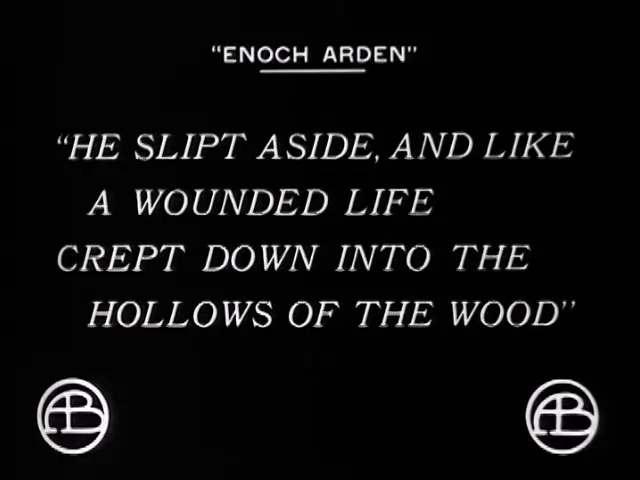 "ENOCH ARDEN"
"HE SLIPT ASIDE, AND LIKE
A WOUNDED LIFE
CREPT DOWN INTO THE
HOLLOWS OF THE WOOD"
AB AB